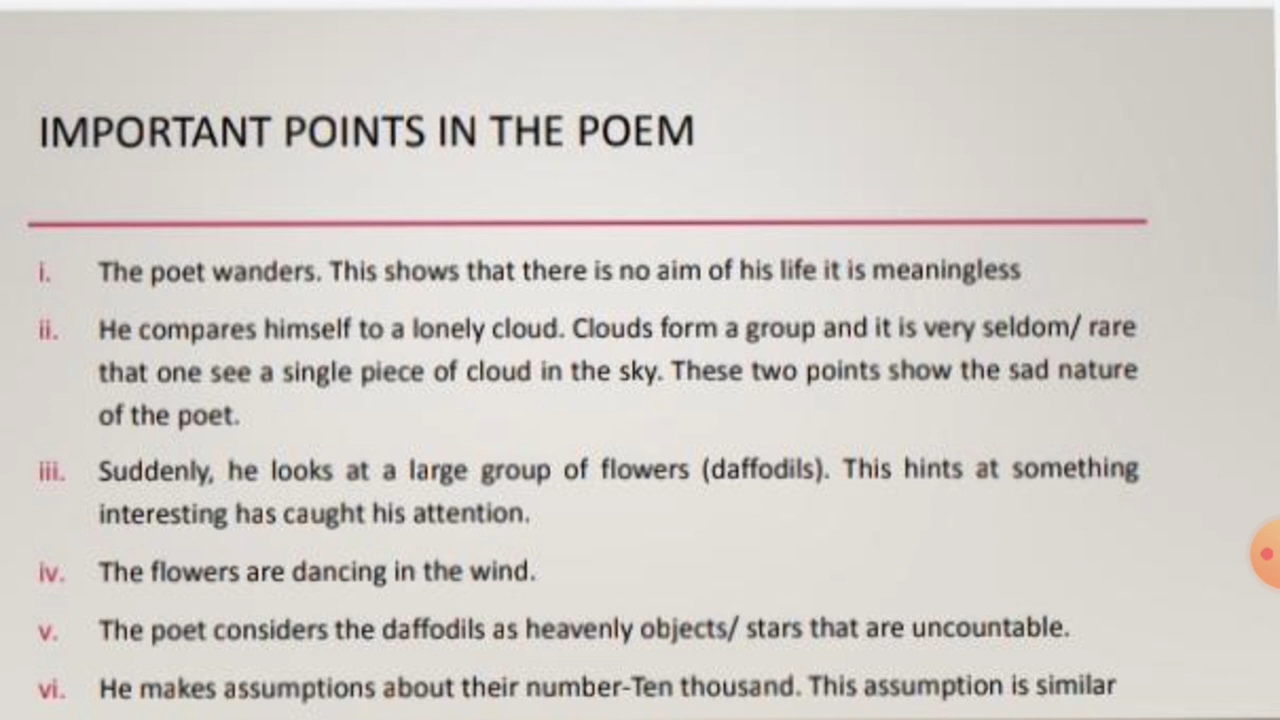 IMPORTANT POINTS IN THE POEM
i. The poet wanders. This shows that there is no aim of his life it is meaningless
ii. He compares himself to a lonely cloud. Clouds form a group and it is very seldom/ rare
that one see a single piece of cloud in the sky. These two points show the sad nature
of the poet.
iii. Suddenly, he looks at a large group of flowers (daffodils). This hints at something
interesting has caught his attention.
iv. The flowers are dancing in the wind.
v. The poet considers the daffodils as heavenly objects/ stars that are uncountable.
vi. He makes assumptions about their number-Ten thousand. This assumption is similar